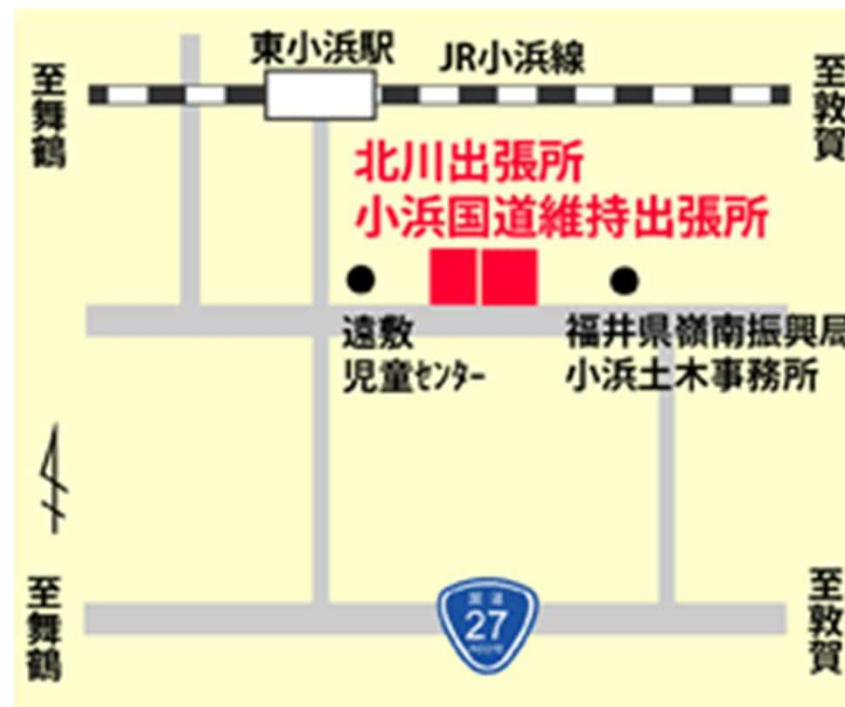 東小浜駅
JR小浜線
至舞鶴
至敦賀
北川出張所
小浜国道維持出張所
遠敷
児童ｾﾝﾀｰ
福井県嶺南振興局
小浜土木事務所
至舞鶴
国道
27
至敦賀